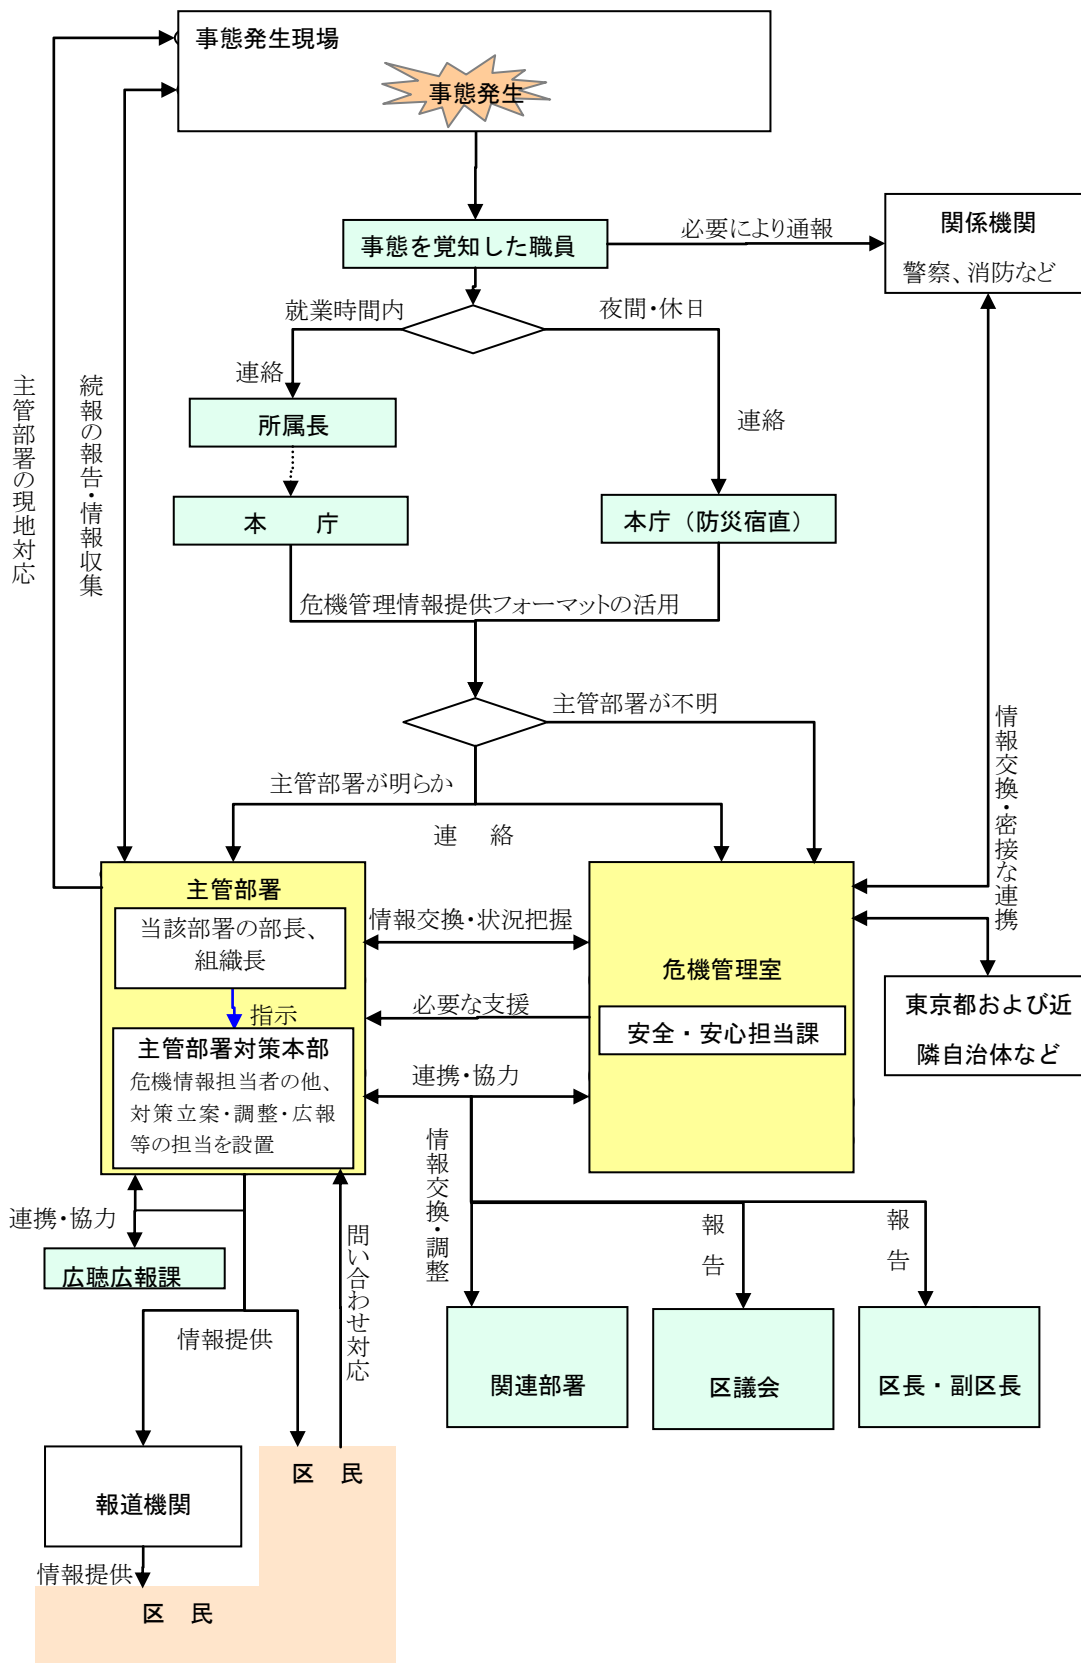 事態発生現場
事態発生
事態を覚知した職員
必要により通報
関係機関
警察、消防など
就業時間内
夜間・休日
連絡
連絡
所属長
本　庁
本庁（防災宿直）
危機管理情報提供フォーマットの活用
主管部署の現地対応
続報の報告・情報収集
主管部署が不明
主管部署が明らか
連　絡
情報交換・密接な連携
主管部署
当該部署の部長、
組織長
指示
主管部署対策本部
危機情報担当者の他、
対策立案・調整・広報
等の担当を設置
情報交換・状況把握
必要な支援
連携・協力
危機管理室
安全・安心担当課
東京都および近
隣自治体など
連携・協力
広聴広報課
問い合わせ対応
情報交換・調整
報告
報告
情報提供
関連部署
区議会
区長・副区長
報道機関
区　民
情報提供
区　民